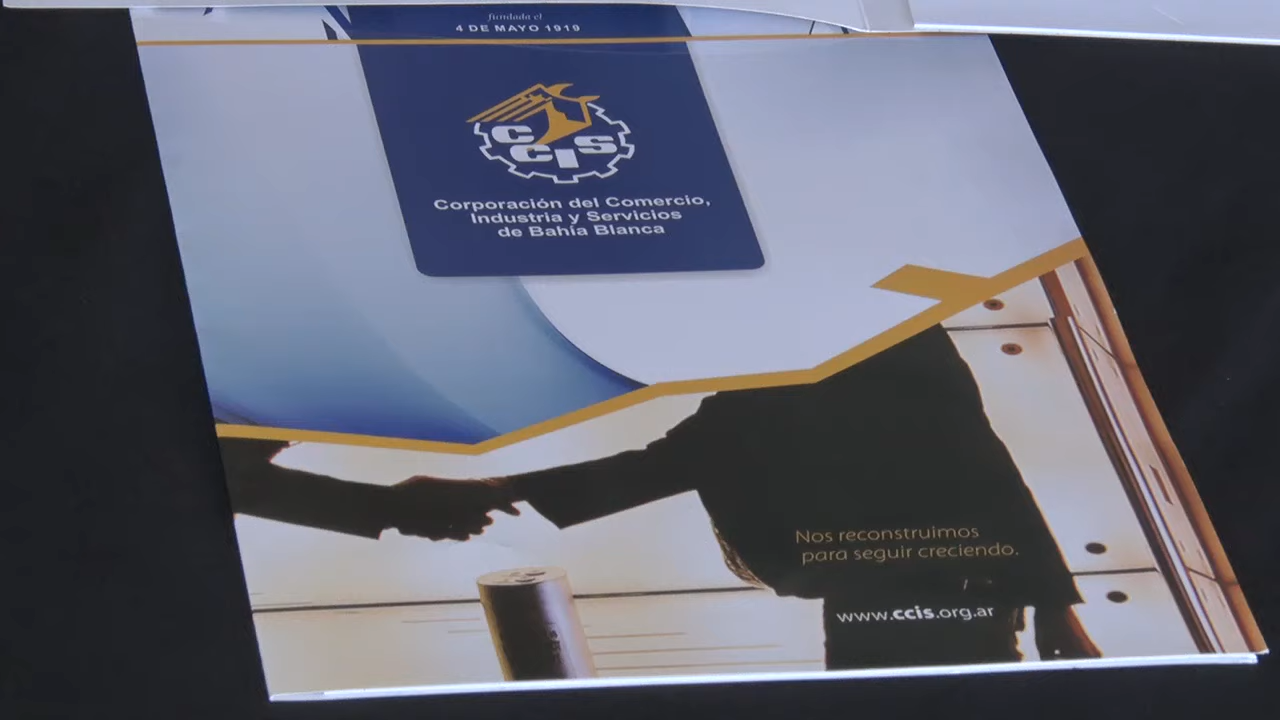 fundada el
4 DE MAYO 1919
CCIS
Corporación del Comercio,
Industria y Servicios
de Bahía Blanca
Nos reconstruimos
para seguir creciendo.
www.ccis.org.ar